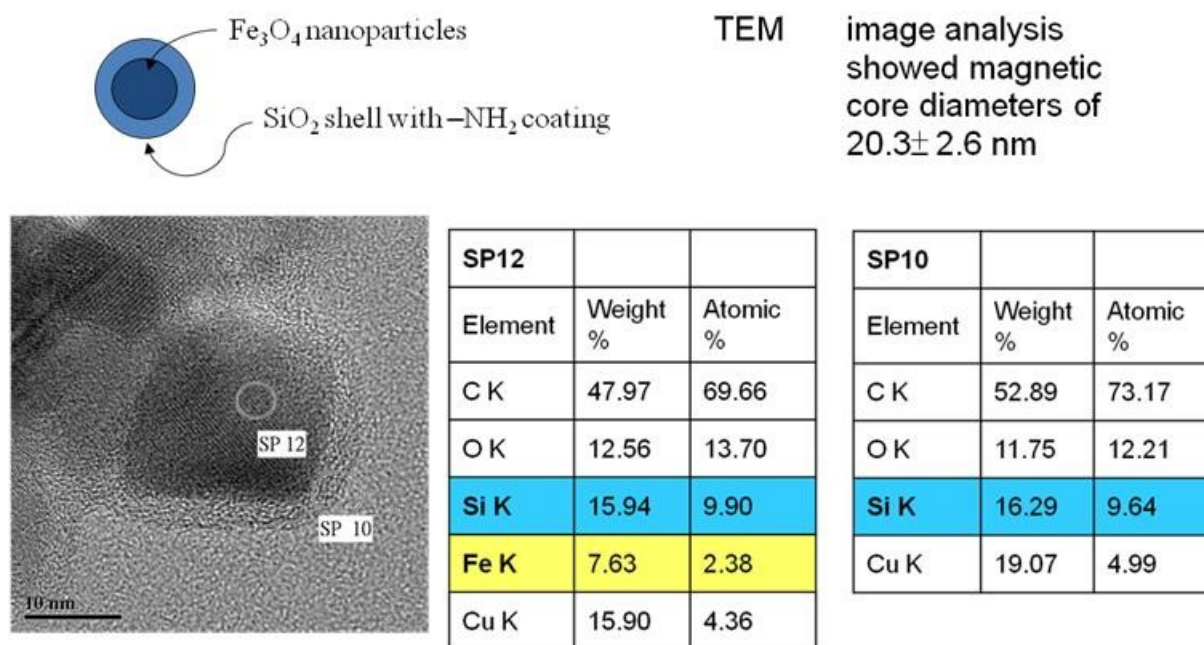 Fe₃O₄ nanoparticles
SiO₂ shell with –NH₂ coating
TEM image analysis
showed magnetic
core diameters of
20.3± 2.6 nm
SP 12
SP 10
10 nm
SP12
Element Weight % Atomic %
C K 47.97 69.66
O K 12.56 13.70
Si K 15.94 9.90
Fe K 7.63 2.38
Cu K 15.90 4.36
SP10
Element Weight % Atomic %
C K 52.89 73.17
O K 11.75 12.21
Si K 16.29 9.64
Cu K 19.07 4.99